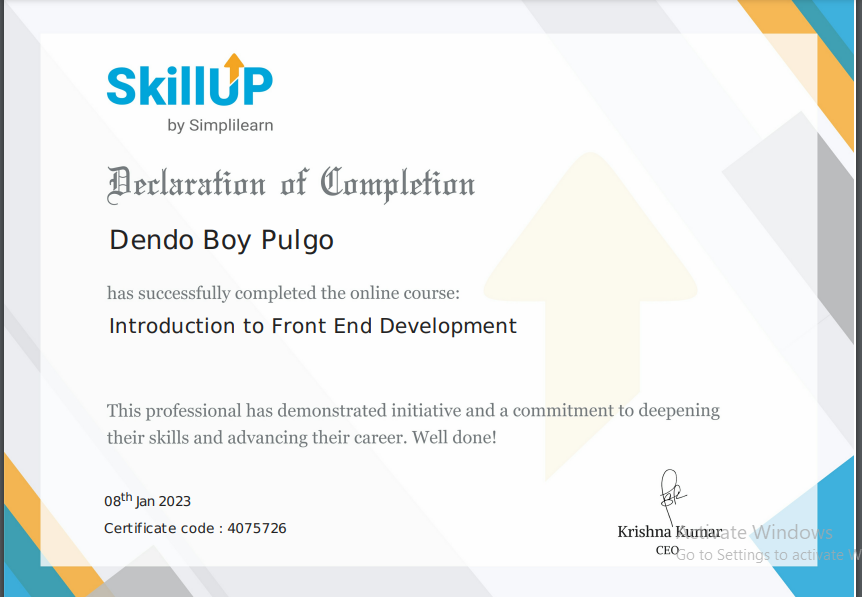 SkillUP
by Simplilearn
Declaration of Completion
Dendo Boy Pulgo
has successfully completed the online course:
Introduction to Front End Development
This professional has demonstrated initiative and a commitment to deepening
their skills and advancing their career. Well done!
08th Jan 2023
Certificate code : 4075726
Krishna Kumar
CEO
Activate Windows
Go to Settings to activate W